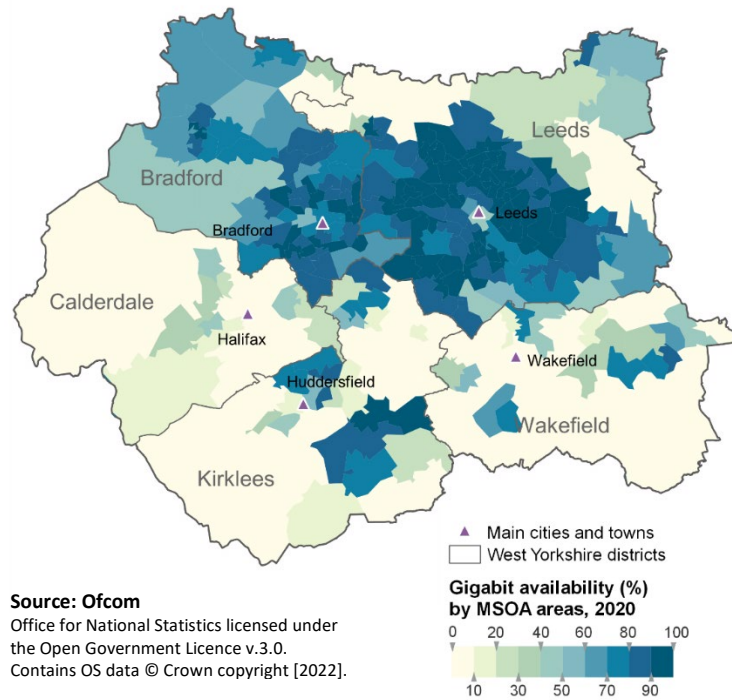 Leeds
Bradford
Bradford
Leeds
Calderdale
Halifax
Wakefield
Huddersfield
Wakefield
Kirklees
Main cities and towns
West Yorkshire districts
Gigabit availability (%)
by MSOA areas, 2020
0 20 40 60 80 100
10 30 50 70 90
Source: Ofcom
Office for National Statistics licensed under
the Open Government Licence v.3.0.
Contains OS data © Crown copyright [2022].